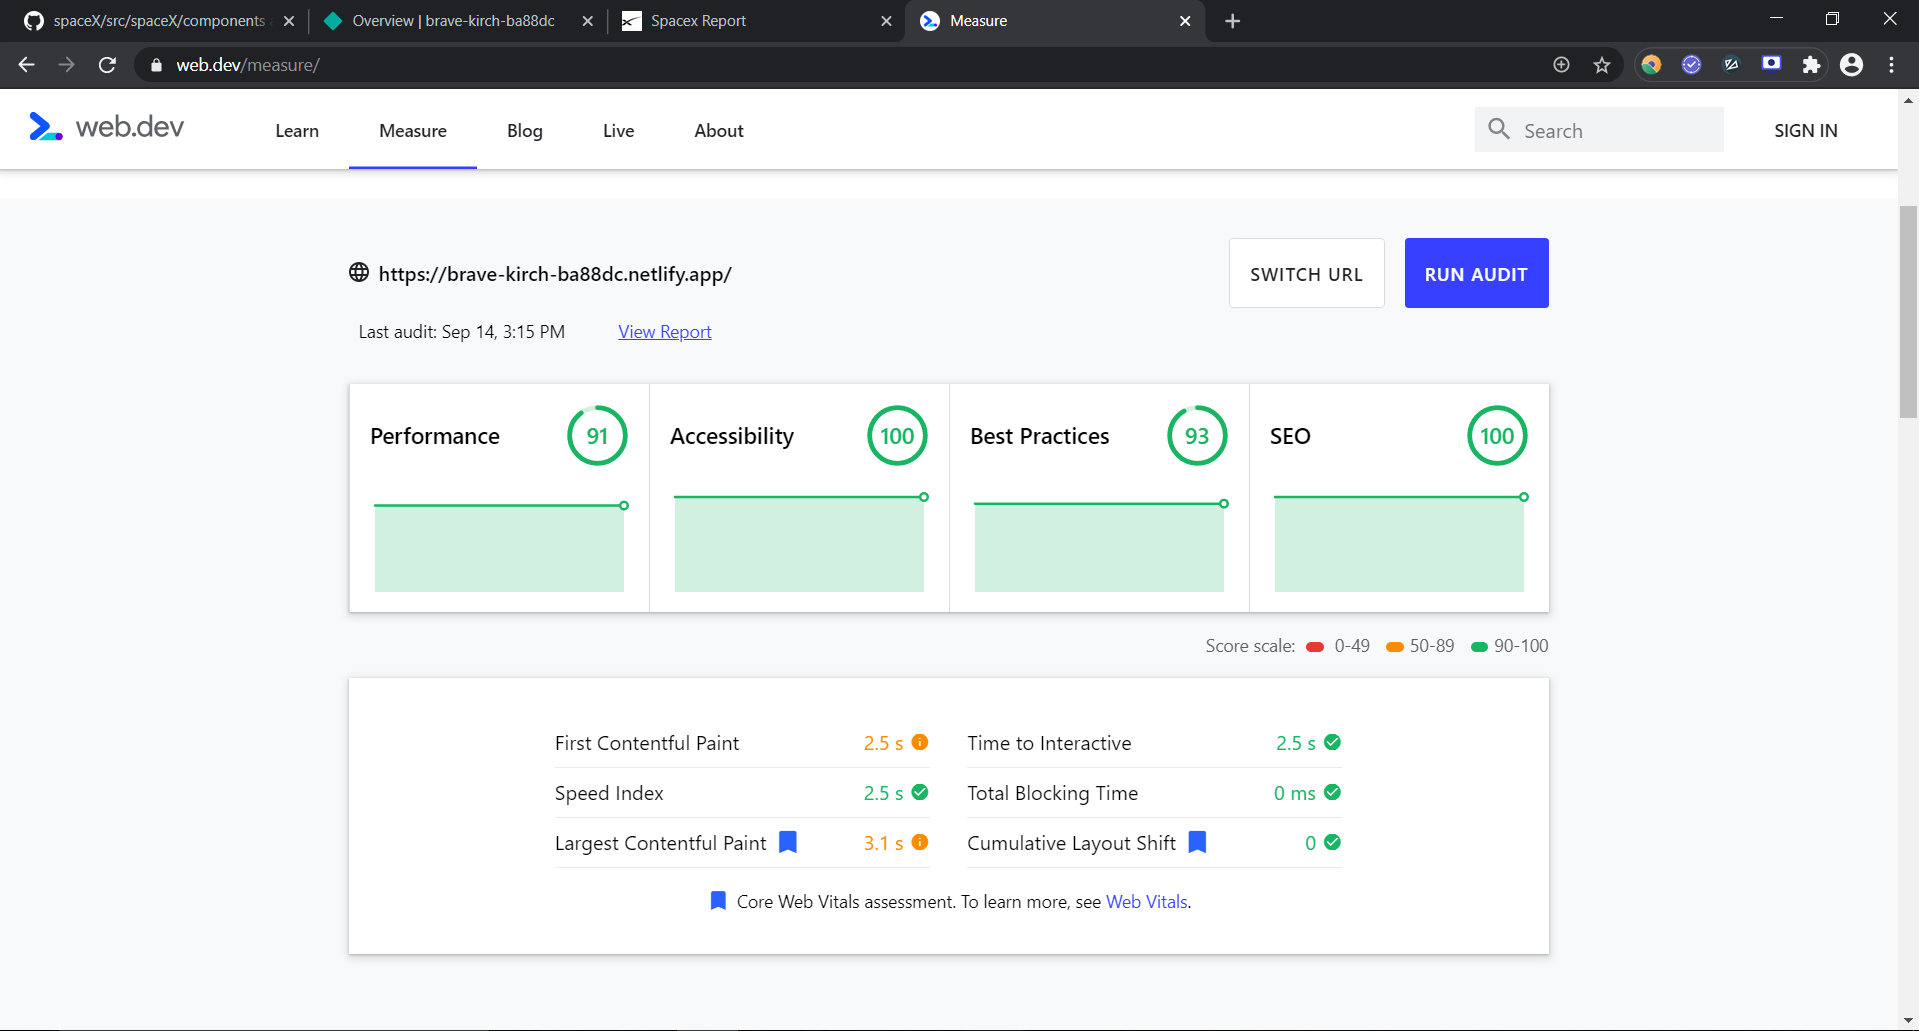 spaceX/src/spaceX/components
Overview | brave-kirch-ba88dc
Spacex Report
Measure
web.dev/measure/
web.dev
Learn
Measure
Blog
Live
About
Search
SIGN IN
https://brave-kirch-ba88dc.netlify.app/
SWITCH URL
RUN AUDIT
Last audit: Sep 14, 3:15 PM
View Report
Performance 91
Accessibility 100
Best Practices 93
SEO 100
Score scale: 0-49 50-89 90-100
First Contentful Paint 2.5 s
Time to Interactive 2.5 s
Speed Index 2.5 s
Total Blocking Time 0 ms
Largest Contentful Paint 3.1 s
Cumulative Layout Shift 0
Core Web Vitals assessment. To learn more, see Web Vitals.